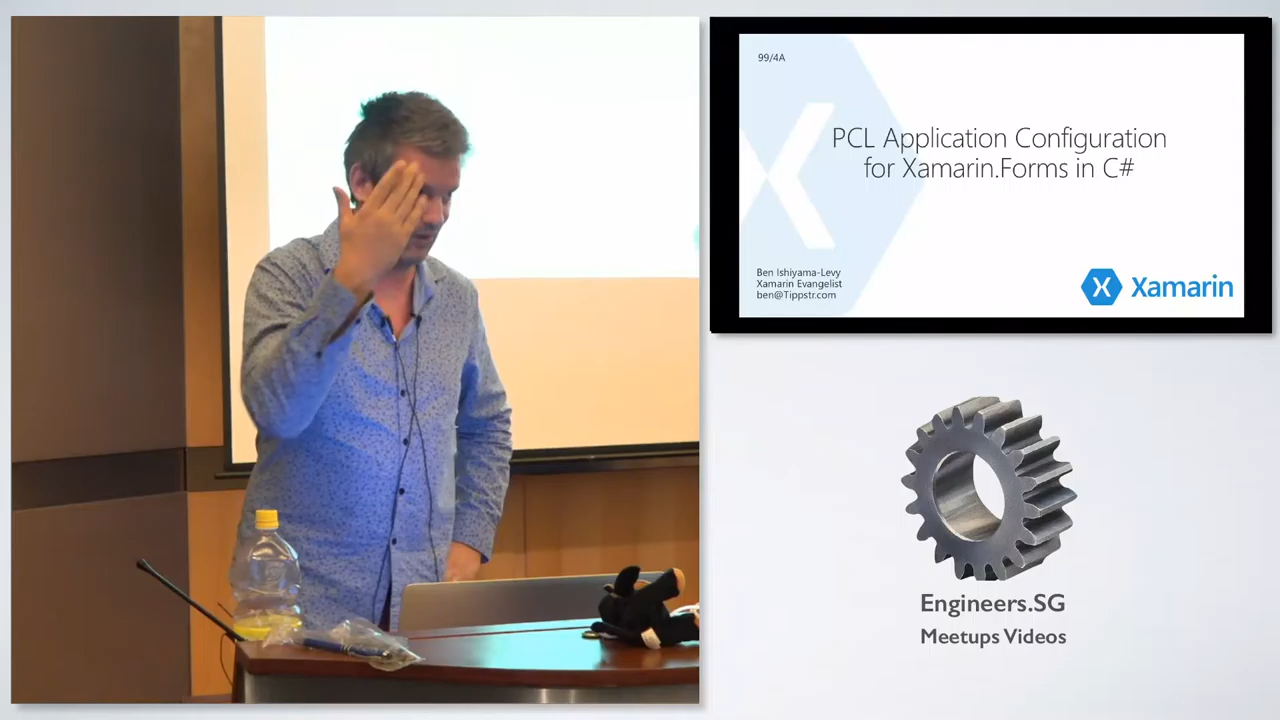 99/4A
PCL Application Configuration
for Xamarin.Forms in C#
Ben Ishiyama-Levy
Xamarin Evangelist
ben@Tippstr.com
Xamarin
Engineers.SG
Meetups Videos